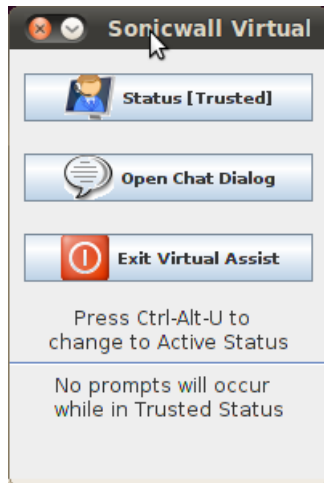 Sonicwall Virtual
Status [Trusted]
Open Chat Dialog
Exit Virtual Assist
Press Ctrl-Alt-U to
change to Active Status
No prompts will occur
while in Trusted Status